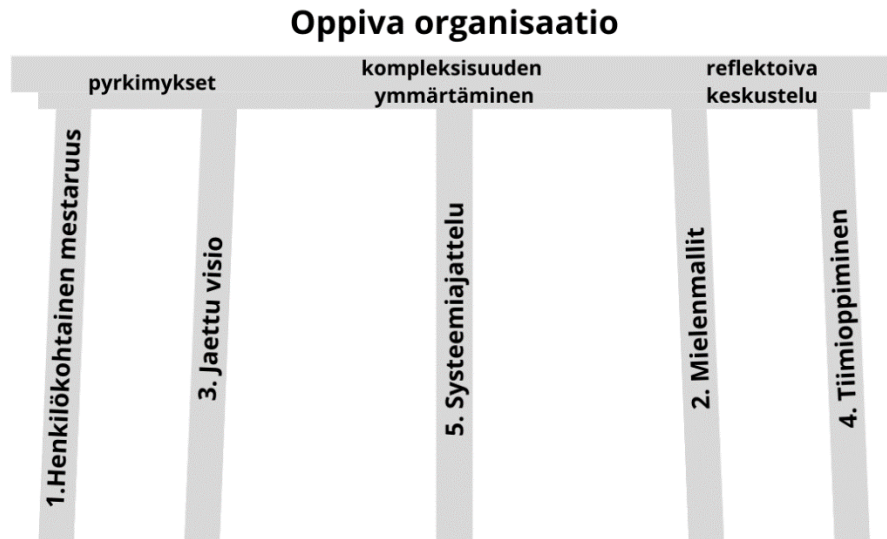 Oppiva organisaatio
pyrkimykset
kompleksisuuden
ymmärtäminen
reflektoiva
keskustelu
1.Henkilökohtainen mestaruus
3. Jaettu visio
5. Systeemiajattelu
2. Mielenmallit
4. Tiimioppiminen